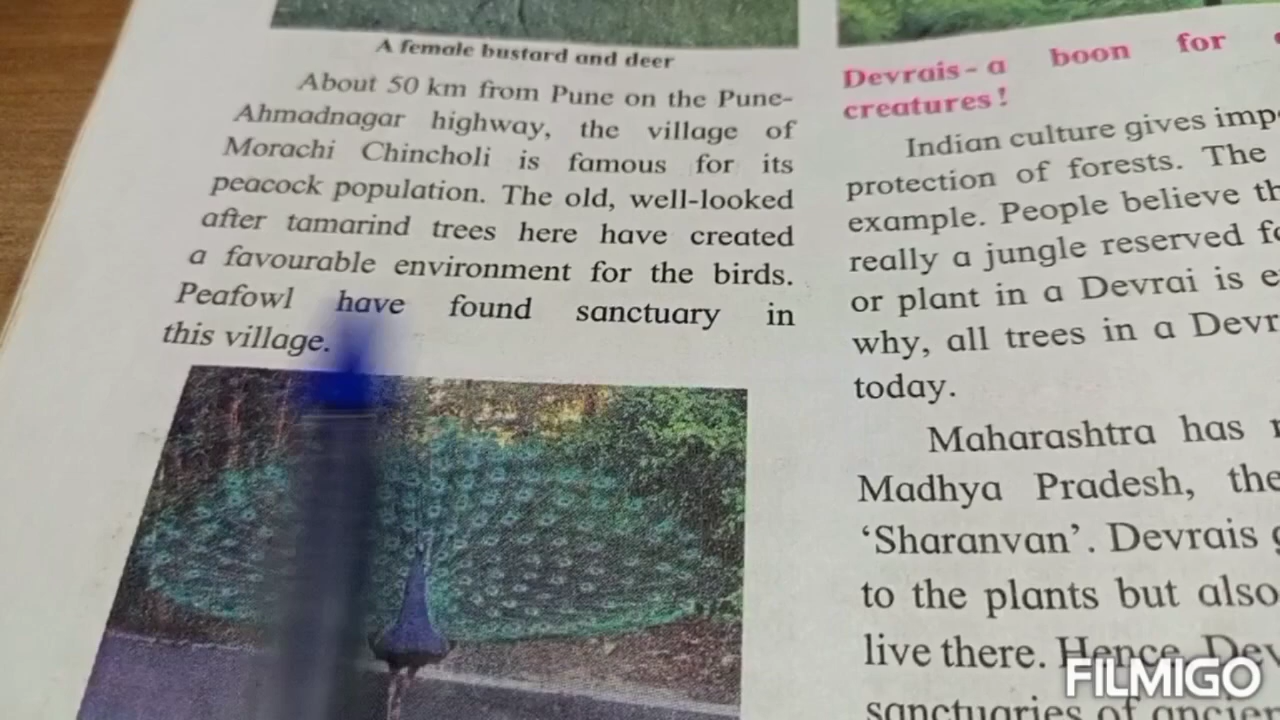 A female bustard and deer
About 50 km from Pune on the Pune-
Ahmadnagar highway, the village of
Morachi Chincholi is famous for its
peacock population. The old, well-looked
after tamarind trees here have created
a favourable environment for the birds.
Peafowl have found sanctuary in
this village.
Devrais - a boon for
creatures!
Indian culture gives
protection of forests. The
example. People believe
really a jungle reserved
or plant in a Devrai is
why, all trees in a
today.
Maharashtra has
Madhya Pradesh, the
'Sharanvan'. Devrais
to the plants but also
live there. Hence
sanctuaries of
FILMIGO